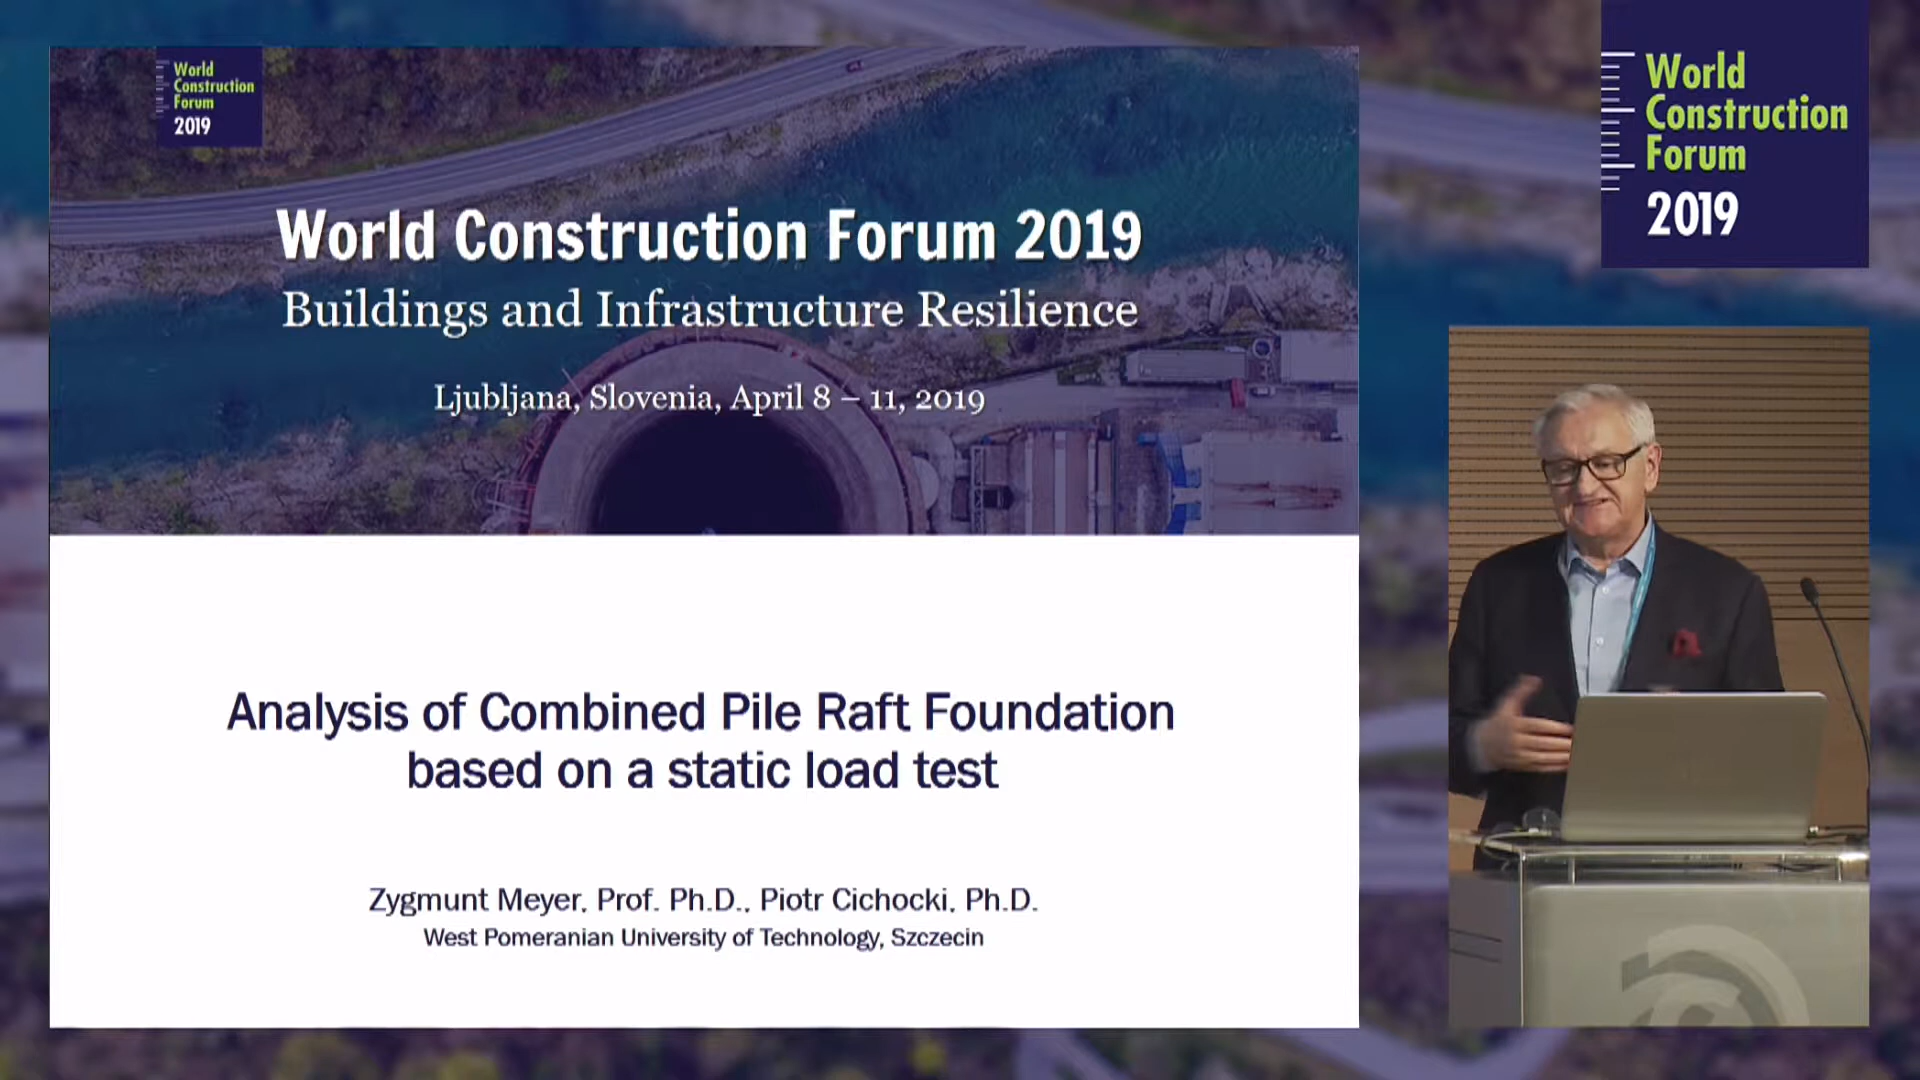 World
Construction
Forum
2019
World Construction Forum 2019
Buildings and Infrastructure Resilience
Ljubljana, Slovenia, April 8 – 11, 2019
Analysis of Combined Pile Raft Foundation
based on a static load test
Zygmunt Meyer, Prof. Ph.D., Piotr Cichocki, Ph.D.
West Pomeranian University of Technology, Szczecin
World
Construction
Forum
2019